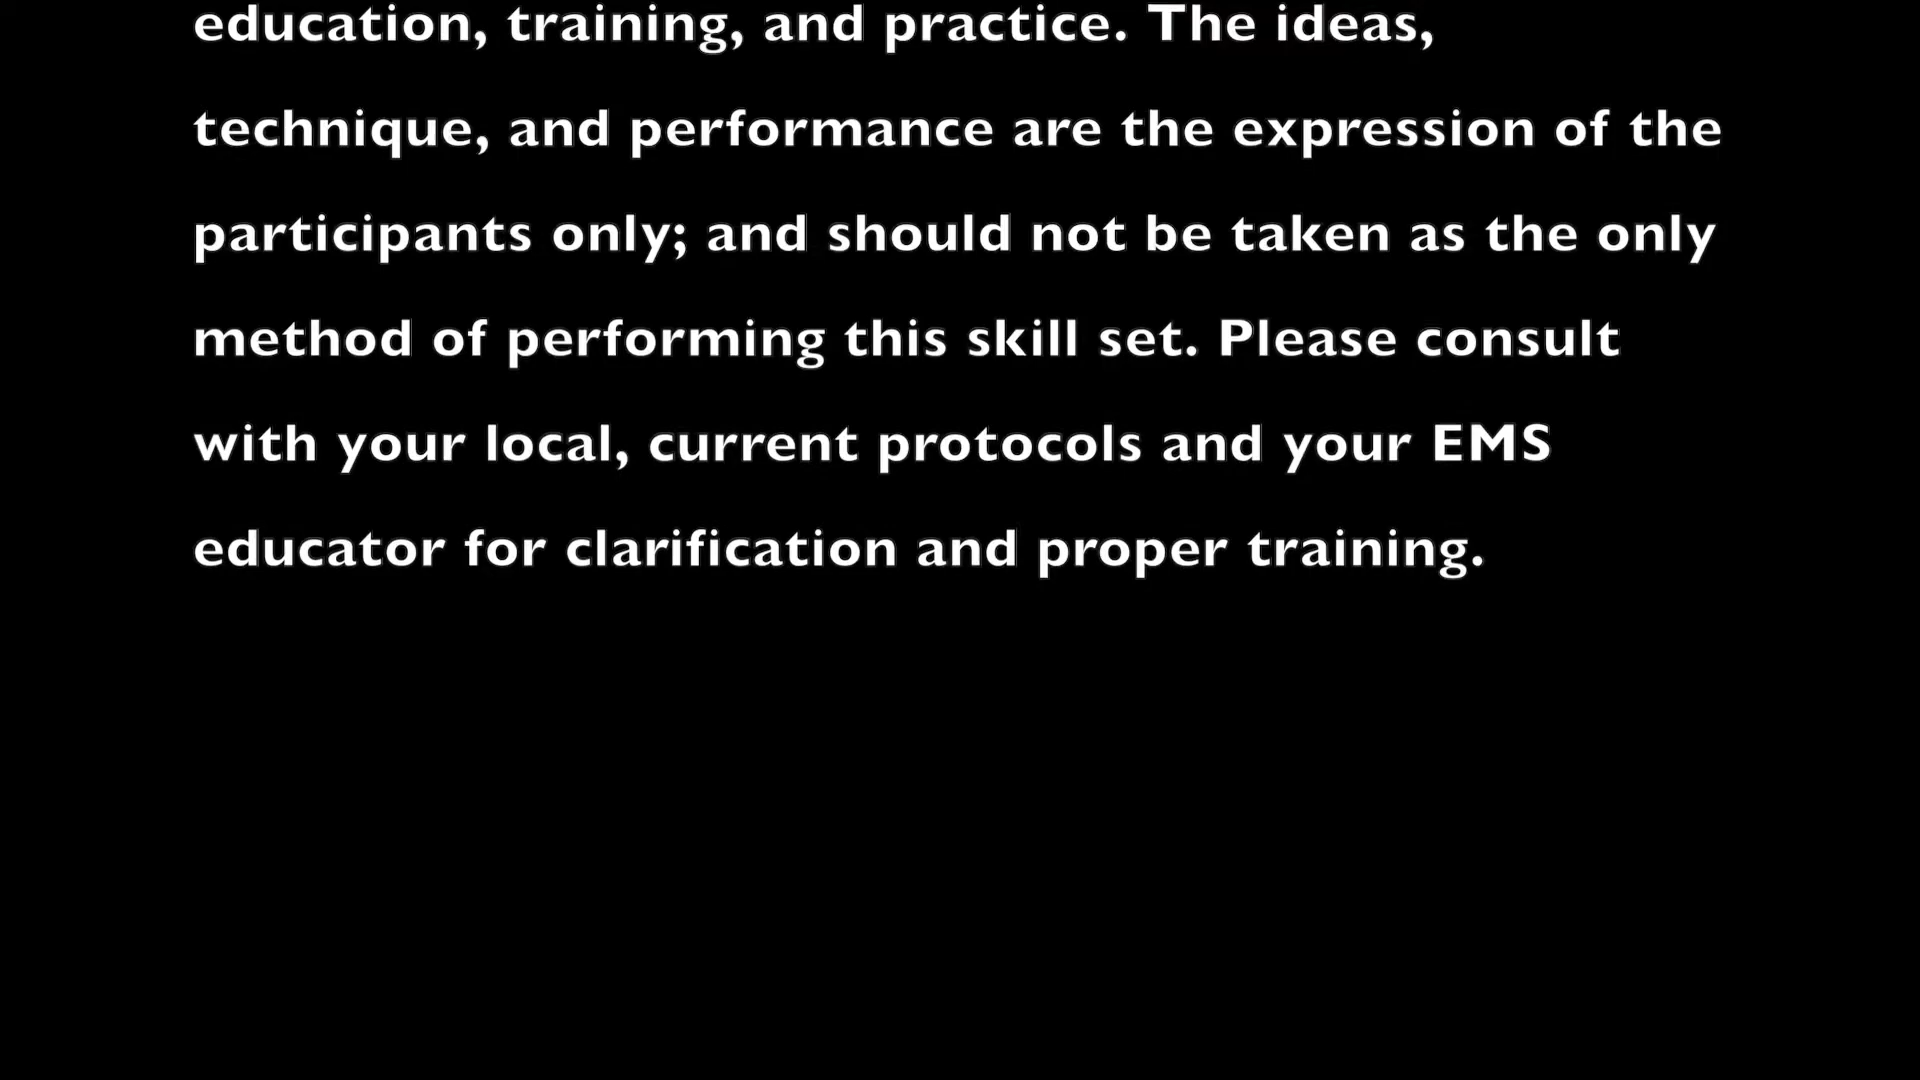 education, training, and practice. The ideas,
technique, and performance are the expression of the
participants only; and should not be taken as the only
method of performing this skill set. Please consult
with your local, current protocols and your EMS
educator for clarification and proper training.